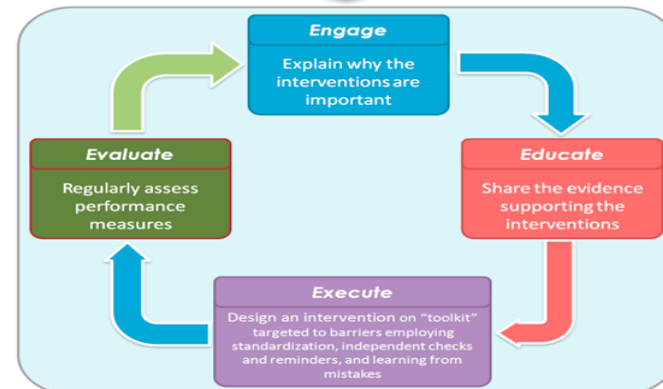 Engage
Explain why the
interventions are
important
Evaluate
Regularly assess
performance
measures
Educate
Share the evidence
supporting the
interventions
Execute
Design an intervention on “toolkit”
targeted to barriers employing
standardization, independent checks
and reminders, and learning from
mistakes